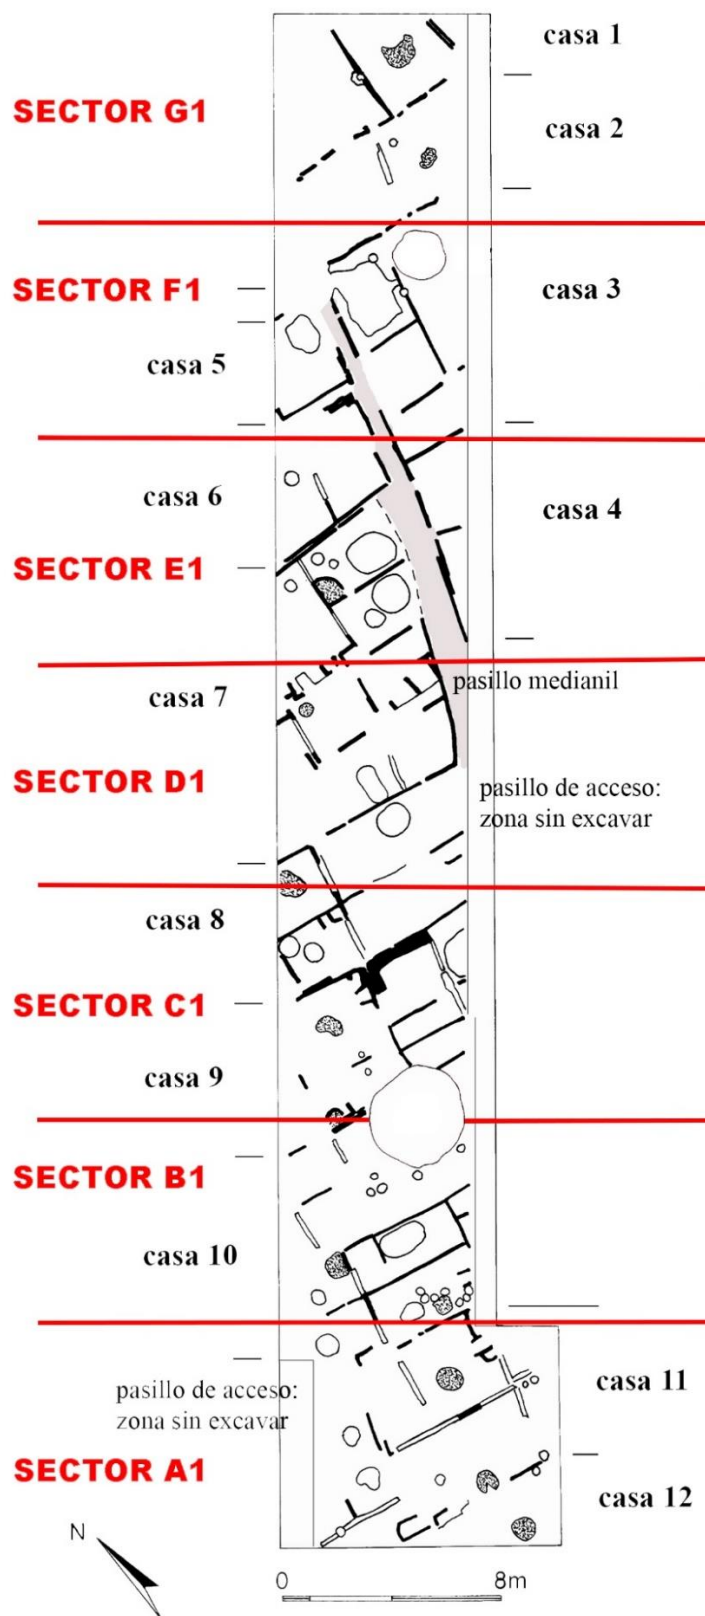 casa 1
SECTOR G1
casa 2
SECTOR F1
casa 3
casa 5
casa 6
casa 4
SECTOR E1
pasillo medianil
casa 7
SECTOR D1
pasillo de acceso:
zona sin excavar
casa 8
SECTOR C1
casa 9
SECTOR B1
casa 10
pasillo de acceso:
zona sin excavar
casa 11
SECTOR A1
casa 12
N
0 8m